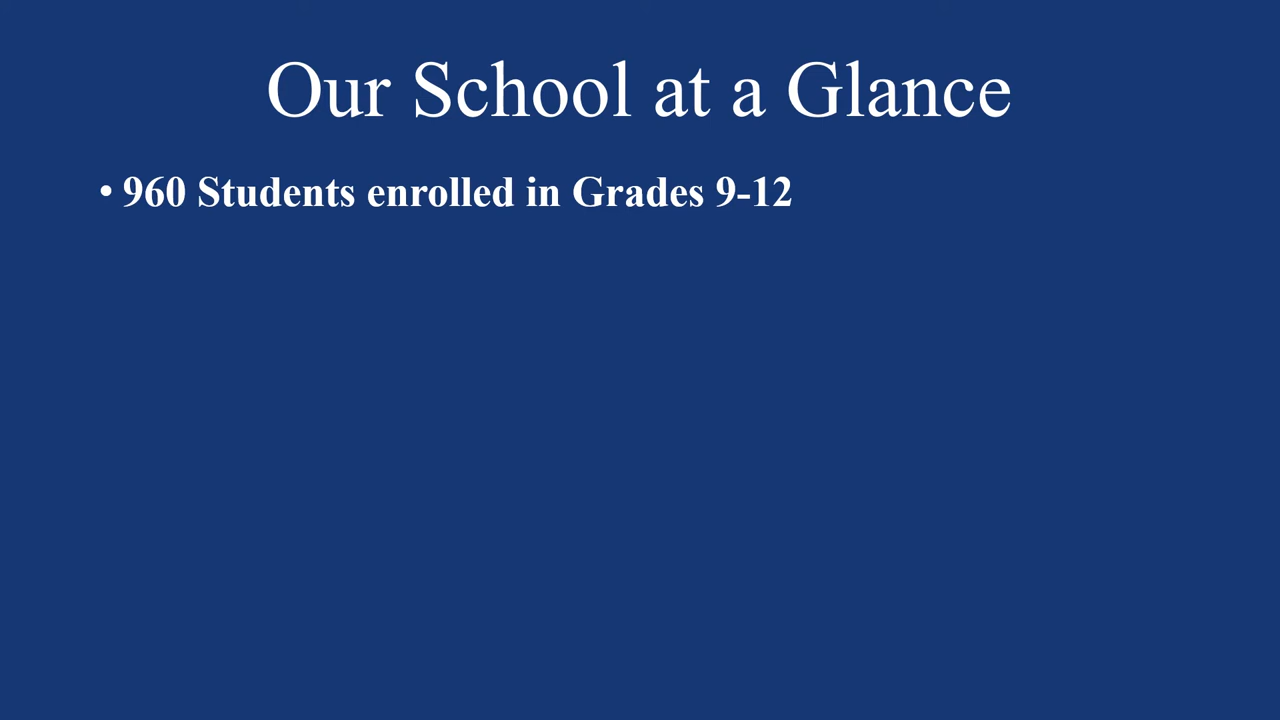 Our School at a Glance
• 960 Students enrolled in Grades 9-12